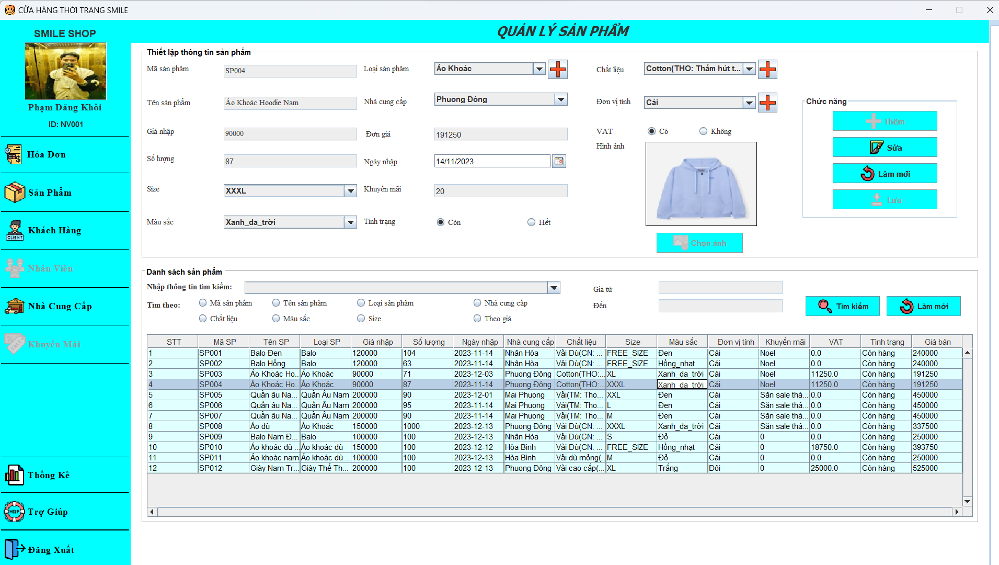 CỬA HÀNG THỜI TRANG SMILE
SMILE SHOP
Phạm Đăng Khôi
ID: NV001
Hóa Đơn
Sản Phẩm
CLIENT
Khách Hàng
Nhân Viên
Nhà Cung Cấp
SALE
Khuyến Mãi
Thống Kê
HELP
Trợ Giúp
Đăng Xuất
QUẢN LÝ SẢN PHẨM
Thiết lập thông tin sản phẩm
Mã sản phẩm SP004 Loại sản phẩm Áo Khoác Chất liệu Cotton(THO: Thấm hút t...
Tên sản phẩm Áo Khoác Hoodie Nam Nhà cung cấp Phuong Đông Đơn vị tính Cái
Giá nhập 90000 Đơn giá 191250 VAT Có Không
Số lượng 87 Ngày nhập 14/11/2023 Hình ảnh
Size XXXL Khuyến mãi 20
Màu sắc Xanh_da_trời Tình trạng Còn Hết
Chọn ảnh
Chức năng
Thêm
Sửa
Làm mới
Lưu
Danh sách sản phẩm
Nhập thông tin tìm kiếm: Giá từ
Tìm theo: Mã sản phẩm Tên sản phẩm Loại sản phẩm Nhà cung cấp Đến
Chất liệu Màu sắc Size Theo giá
Tìm kiếm Làm mới
STT Mã SP Tên SP Loại SP Giá nhập Số lượng Ngày nhập Nhà cung cấp Chất liệu Size Màu sắc Đơn vị tính Khuyến mãi VAT Tình trạng Giá bán
1 SP001 Balo Đen Balo 120000 104 2023-11-14 Nhân Hòa Vải Dù(CN: ... FREE_SIZE Đen Cái Noel 0.0 Còn hàng 240000
2 SP002 Balo Hồng Balo 120000 63 2023-11-14 Nhân Hòa Vải Dù(CN: ... FREE_SIZE Hồng_nhạt Cái Noel 0.0 Còn hàng 240000
3 SP003 Áo Khoác Ho... Áo Khoác 90000 71 2023-12-03 Phuong Đông Cotton(THO:... XL Xanh_da_trời Cái Noel 11250.0 Còn hàng 191250
4 SP004 Áo Khoác Ho... Áo Khoác 90000 87 2023-11-14 Phuong Đông Cotton(THO:... XXXL Xanh_da_trời Cái Noel 11250.0 Còn hàng 191250
5 SP005 Quần âu Na... Quần Âu Nam 200000 90 2023-12-01 Mai Phuong Vải(TM: Tho... XXL Đen Cái Săn sale thá... 0.0 Còn hàng 450000
6 SP006 Quần âu Na... Quần Âu Nam 200000 95 2023-11-14 Mai Phuong Vải(TM: Tho... L Đen Cái Săn sale thá... 0.0 Còn hàng 450000
7 SP007 Quần âu Na... Quần Âu Nam 200000 90 2023-11-14 Mai Phuong Vải(TM: Tho... M Đen Cái Săn sale thá... 0.0 Còn hàng 450000
8 SP008 Áo dù Áo Khoác 150000 1000 2023-12-13 Phuong Đông Vải Dù(CN: ... XXXL Xanh_da_trời Cái Săn sale thá... 0.0 Còn hàng 337500
9 SP009 Balo Nam Đ... Balo 100000 100 2023-12-13 Nhân Hòa Vải Dù(CN: ... S Đỏ Cái 0 0.0 Còn hàng 250000
10 SP010 Áo khoác dù ... Áo khoác dù 150000 100 2023-12-12 Hòa Bình Vải Dù(CN: ... FREE_SIZE Hồng_nhạt Cái 0 18750.0 Còn hàng 393750
11 SP011 Áo khoác nam Áo khoác dù ... 100000 100 2023-12-13 Hòa Bình Vải dù mỏng(... M Đỏ Cái 0 0.0 Còn hàng 250000
12 SP012 Giày Nam Tr... Giày Thể Th... 200000 100 2023-12-13 Phuong Đông Vải cao cấp(... XL Trắng Đôi 0 25000.0 Còn hàng 525000